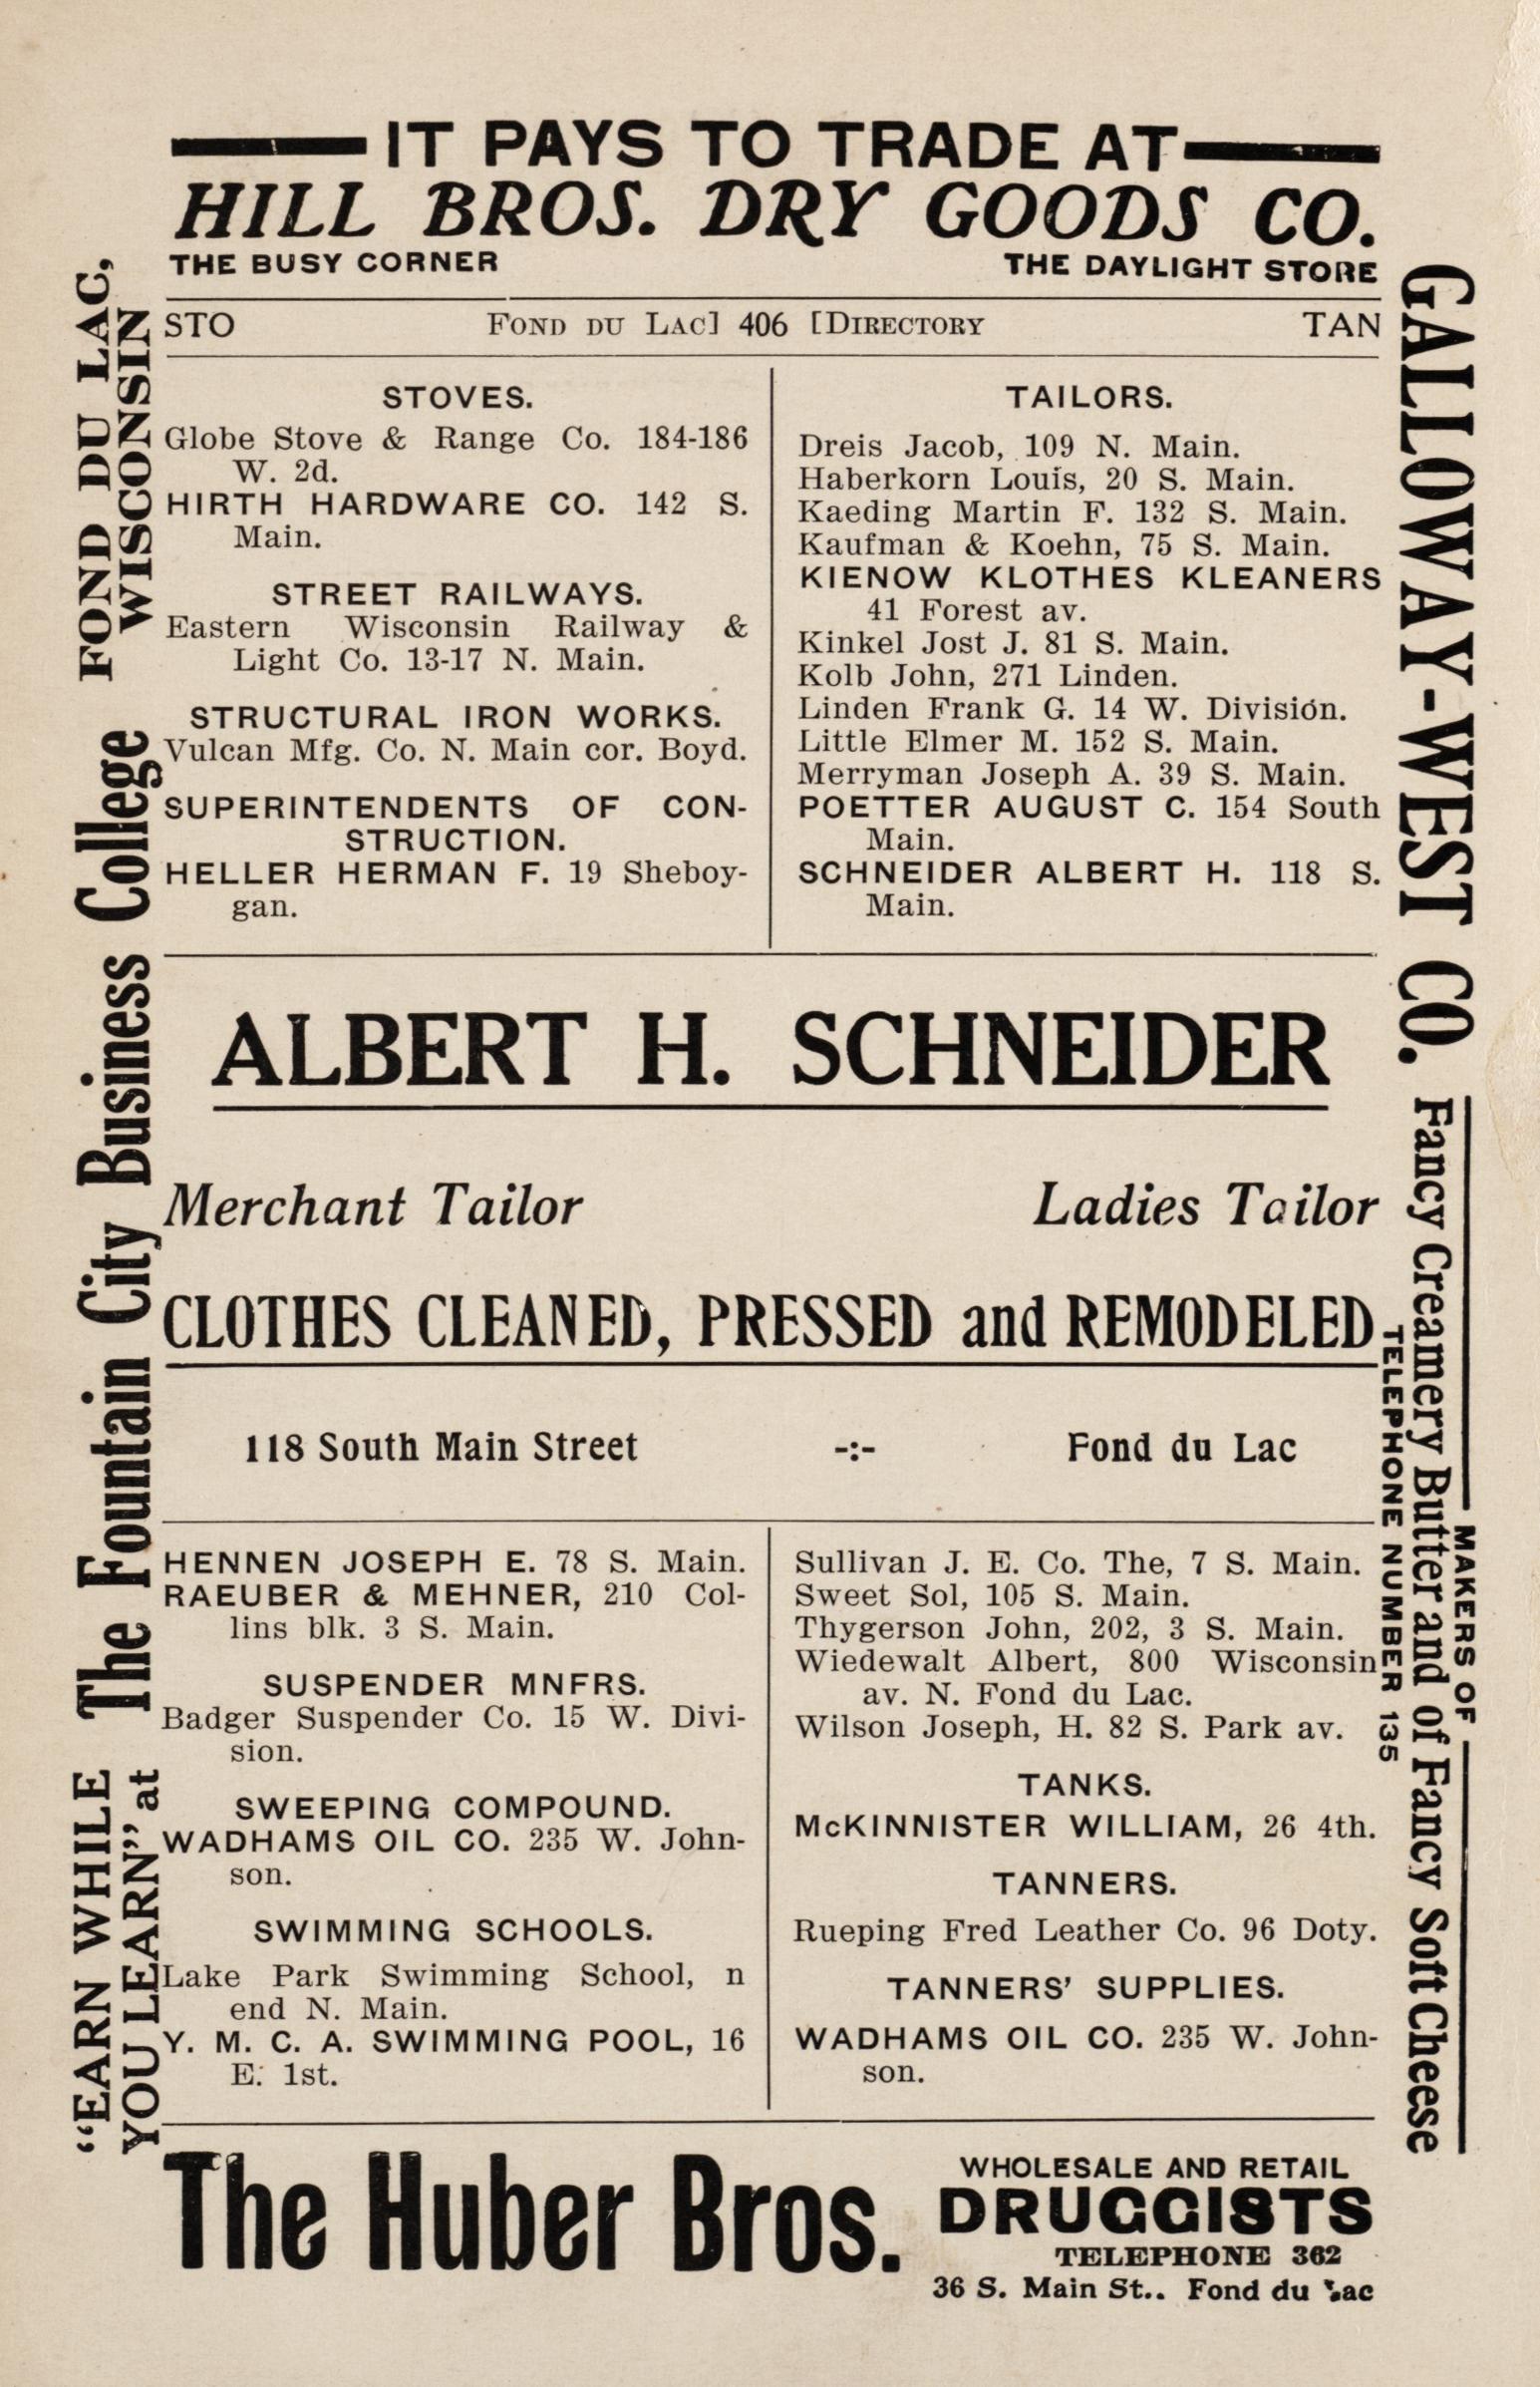 IT PAYS TO TRADE AT
HILL BROS. DRY GOODS CO.
THE BUSY CORNER THE DAYLIGHT STORE
STO FOND DU LAC] 406 [DIRECTORY TAN
STOVES.
Globe Stove & Range Co. 184-186
W. 2d.
HIRTH HARDWARE CO. 142 S.
Main.
STREET RAILWAYS.
Eastern Wisconsin Railway &
Light Co. 13-17 N. Main.
STRUCTURAL IRON WORKS.
Vulcan Mfg. Co. N. Main cor. Boyd.
SUPERINTENDENTS OF CON-
STRUCTION.
HELLER HERMAN F. 19 Sheboy-
gan.
TAILORS.
Dreis Jacob, 109 N. Main.
Haberkorn Louis, 20 S. Main.
Kaeding Martin F. 132 S. Main.
Kaufman & Koehn, 75 S. Main.
KIENOW KLOTHES KLEANERS
41 Forest av.
Kinkel Jost J. 81 S. Main.
Kolb John, 271 Linden.
Linden Frank G. 14 W. Division.
Little Elmer M. 152 S. Main.
Merryman Joseph A. 39 S. Main.
POETTER AUGUST C. 154 South
Main.
SCHNEIDER ALBERT H. 118 S.
Main.
ALBERT H. SCHNEIDER
Merchant Tailor Ladies Tailor
CLOTHES CLEANED, PRESSED and REMODELED
118 South Main Street -:- Fond du Lac
HENNEN JOSEPH E. 78 S. Main.
RAEUBER & MEHNER, 210 Col-
lins blk. 3 S. Main.
SUSPENDER MNFRS.
Badger Suspender Co. 15 W. Divi-
sion.
SWEEPING COMPOUND.
WADHAMS OIL CO. 235 W. John-
son.
SWIMMING SCHOOLS.
Lake Park Swimming School, n
end N. Main.
Y. M. C. A. SWIMMING POOL, 16
E. 1st.
Sullivan J. E. Co. The, 7 S. Main.
Sweet Sol, 105 S. Main.
Thygerson John, 202, 3 S. Main.
Wiedewalt Albert, 800 Wisconsin
av. N. Fond du Lac.
Wilson Joseph, H. 82 S. Park av.
TANKS.
McKINNISTER WILLIAM, 26 4th.
TANNERS.
Rueping Fred Leather Co. 96 Doty.
TANNERS' SUPPLIES.
WADHAMS OIL CO. 235 W. John-
son.
The Huber Bros.
WHOLESALE AND RETAIL
DRUGGISTS
TELEPHONE 362
36 S. Main St.. Fond du Lac
"EARN WHILE
YOU LEARN" at
The Fountain City Business College
FOND DU LAC,
WISCONSIN
GALLOWAY-WEST CO.
MAKERS OF
Fancy Creamery Butter and of Fancy Soft Cheese
TELEPHONE NUMBER 135